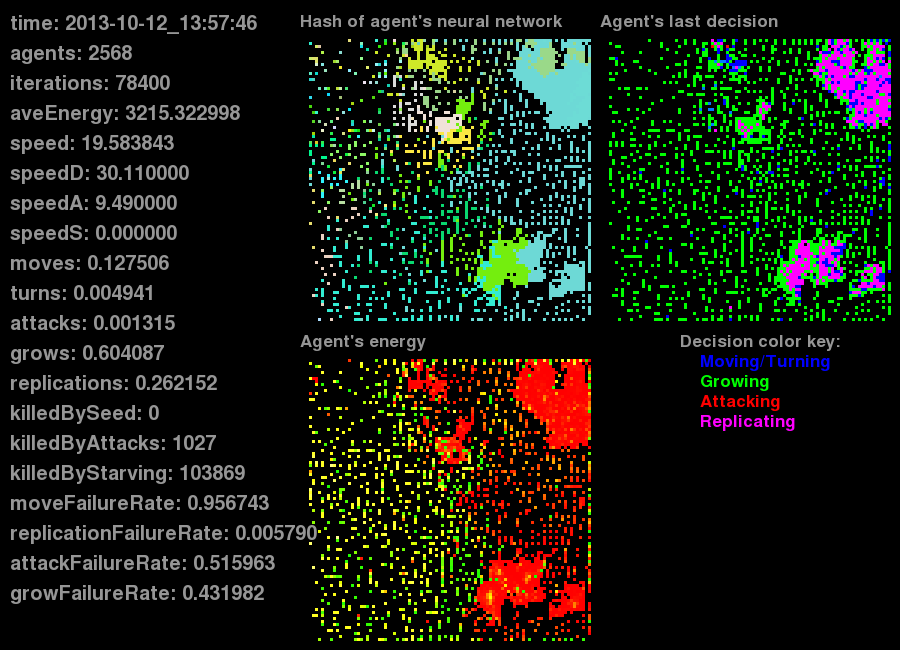 time: 2013-10-12_13:57:46
agents: 2568
iterations: 78400
aveEnergy: 3215.322998
speed: 19.583843
speedD: 30.110000
speedA: 9.490000
speedS: 0.000000
moves: 0.127506
turns: 0.004941
attacks: 0.001315
grows: 0.604087
replications: 0.262152
killedBySeed: 0
killedByAttacks: 1027
killedByStarving: 103869
moveFailureRate: 0.956743
replicationFailureRate: 0.005790
attackFailureRate: 0.515963
growFailureRate: 0.431982
Hash of agent's neural network
Agent's last decision
Agent's energy
Decision color key:
Moving/Turning
Growing
Attacking
Replicating